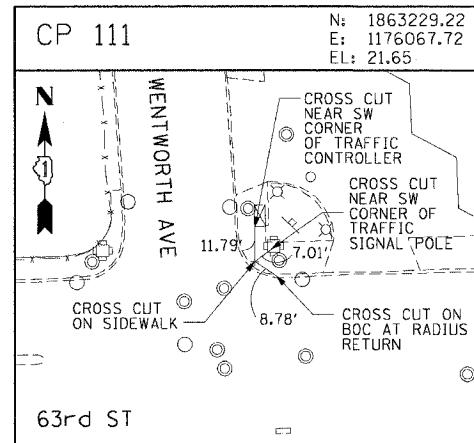 CP 111
N: 1863229.22
E: 1176067.72
EL: 21.65
N
1
WENTWORTH AVE
CROSS CUT
NEAR SW
CORNER
OF TRAFFIC
CONTROLLER
CROSS CUT
NEAR SW
CORNER OF
TRAFFIC
SIGNAL POLE
11.79'
7.01'
8.78'
CROSS CUT
ON SIDEWALK
CROSS CUT ON
BOC AT RADIUS
RETURN
63rd ST